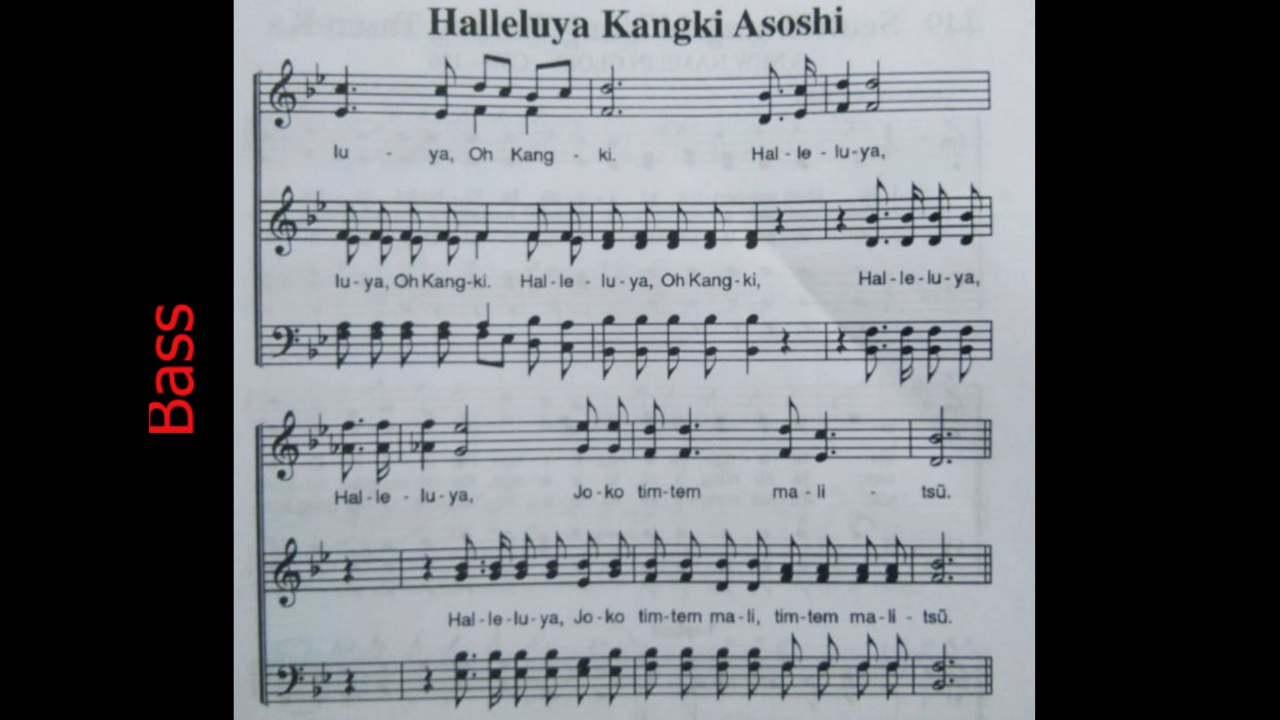 Halleluya Kangki Asoshi
lu - ya, Oh Kang - ki. Hal - le - lu - ya,
lu - ya, Oh Kang - ki. Hal - le - lu - ya, Oh Kang - ki, Hal - le - lu - ya,
Bass
Hal - le - lu - ya, Jo - ko tim - tem ma - li - tsü.
Hal - le - lu - ya, Jo - ko tim - tem ma - li, tim - tem ma - li - tsü.